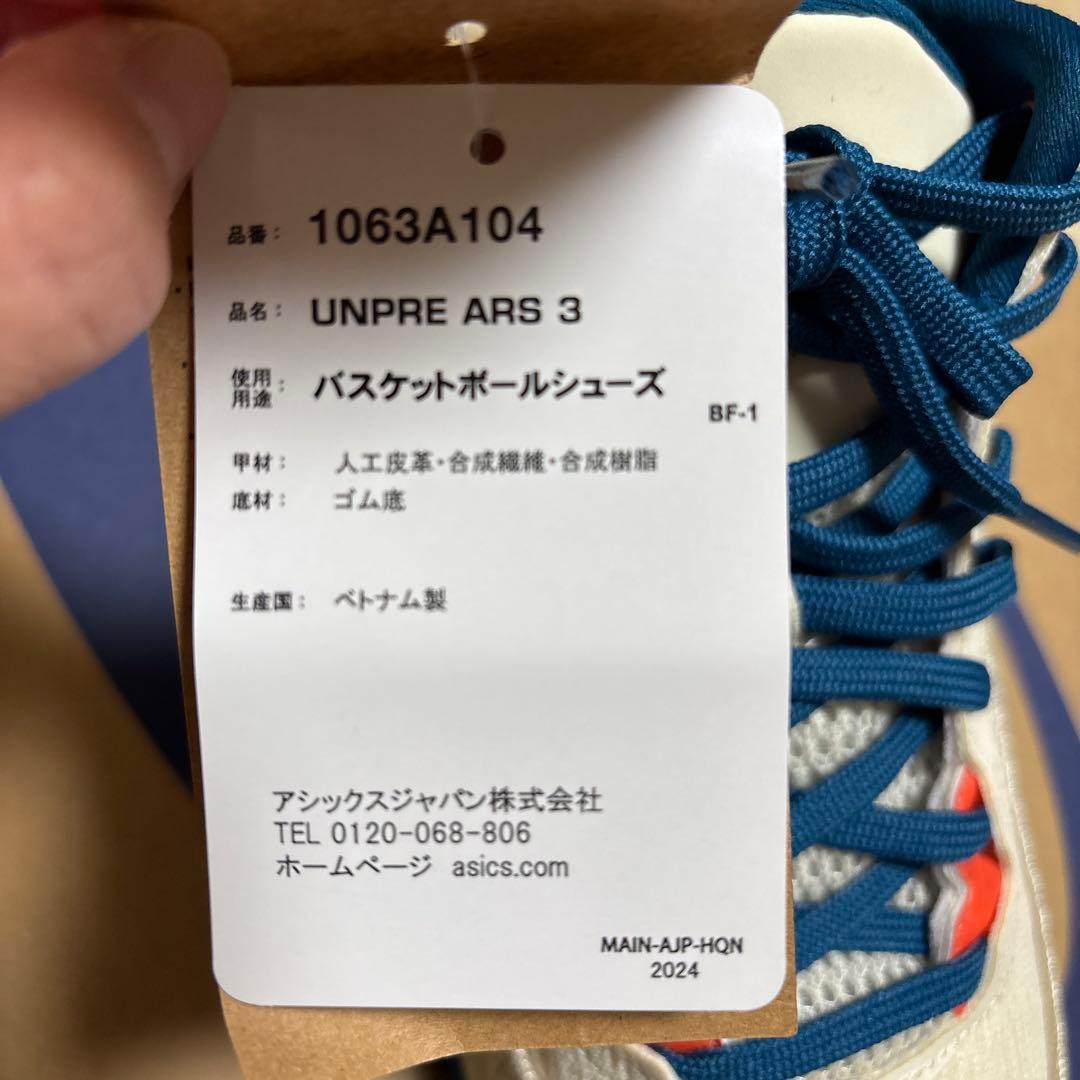 品番： 1063A104
品名： UNPRE ARS 3
使用用途： バスケットボールシューズ
BF-1
甲材： 人工皮革・合成繊維・合成樹脂
底材： ゴム底
生産国： ベトナム製
アシックスジャパン株式会社
TEL 0120-068-806
ホームページ asics.com
MAIN-AJP-HQN
2024